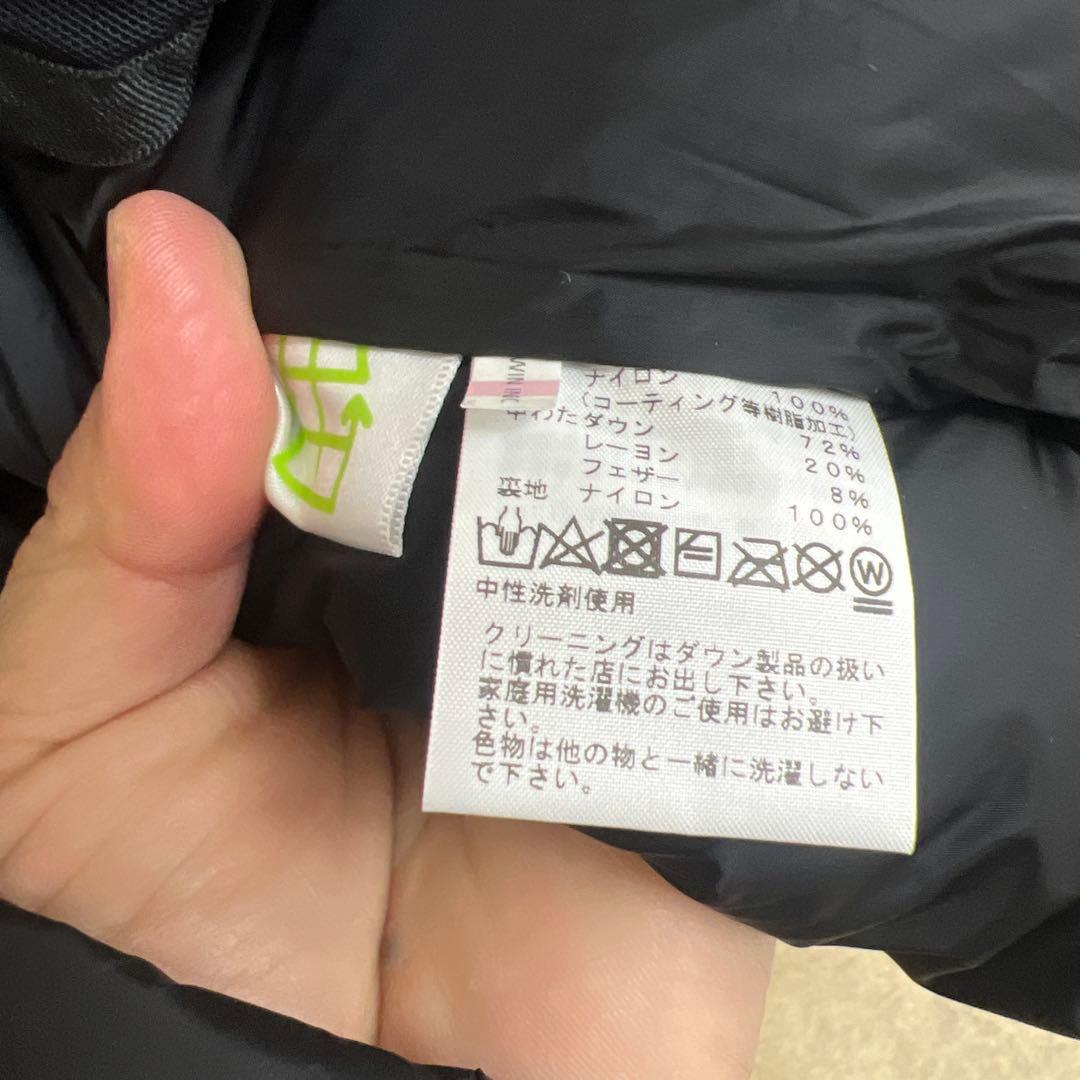 WIN INC
ナイロン 100%
(コーティング等樹脂加工)
中わた ダウン 72%
レーヨン 20%
フェザー 8%
裏地 ナイロン 100%
W
中性洗剤使用
クリーニングはダウン製品の扱い
に慣れた店にお出し下さい。
家庭用洗濯機のご使用はお避け下
さい。
色物は他の物と一緒に洗濯しない
で下さい。